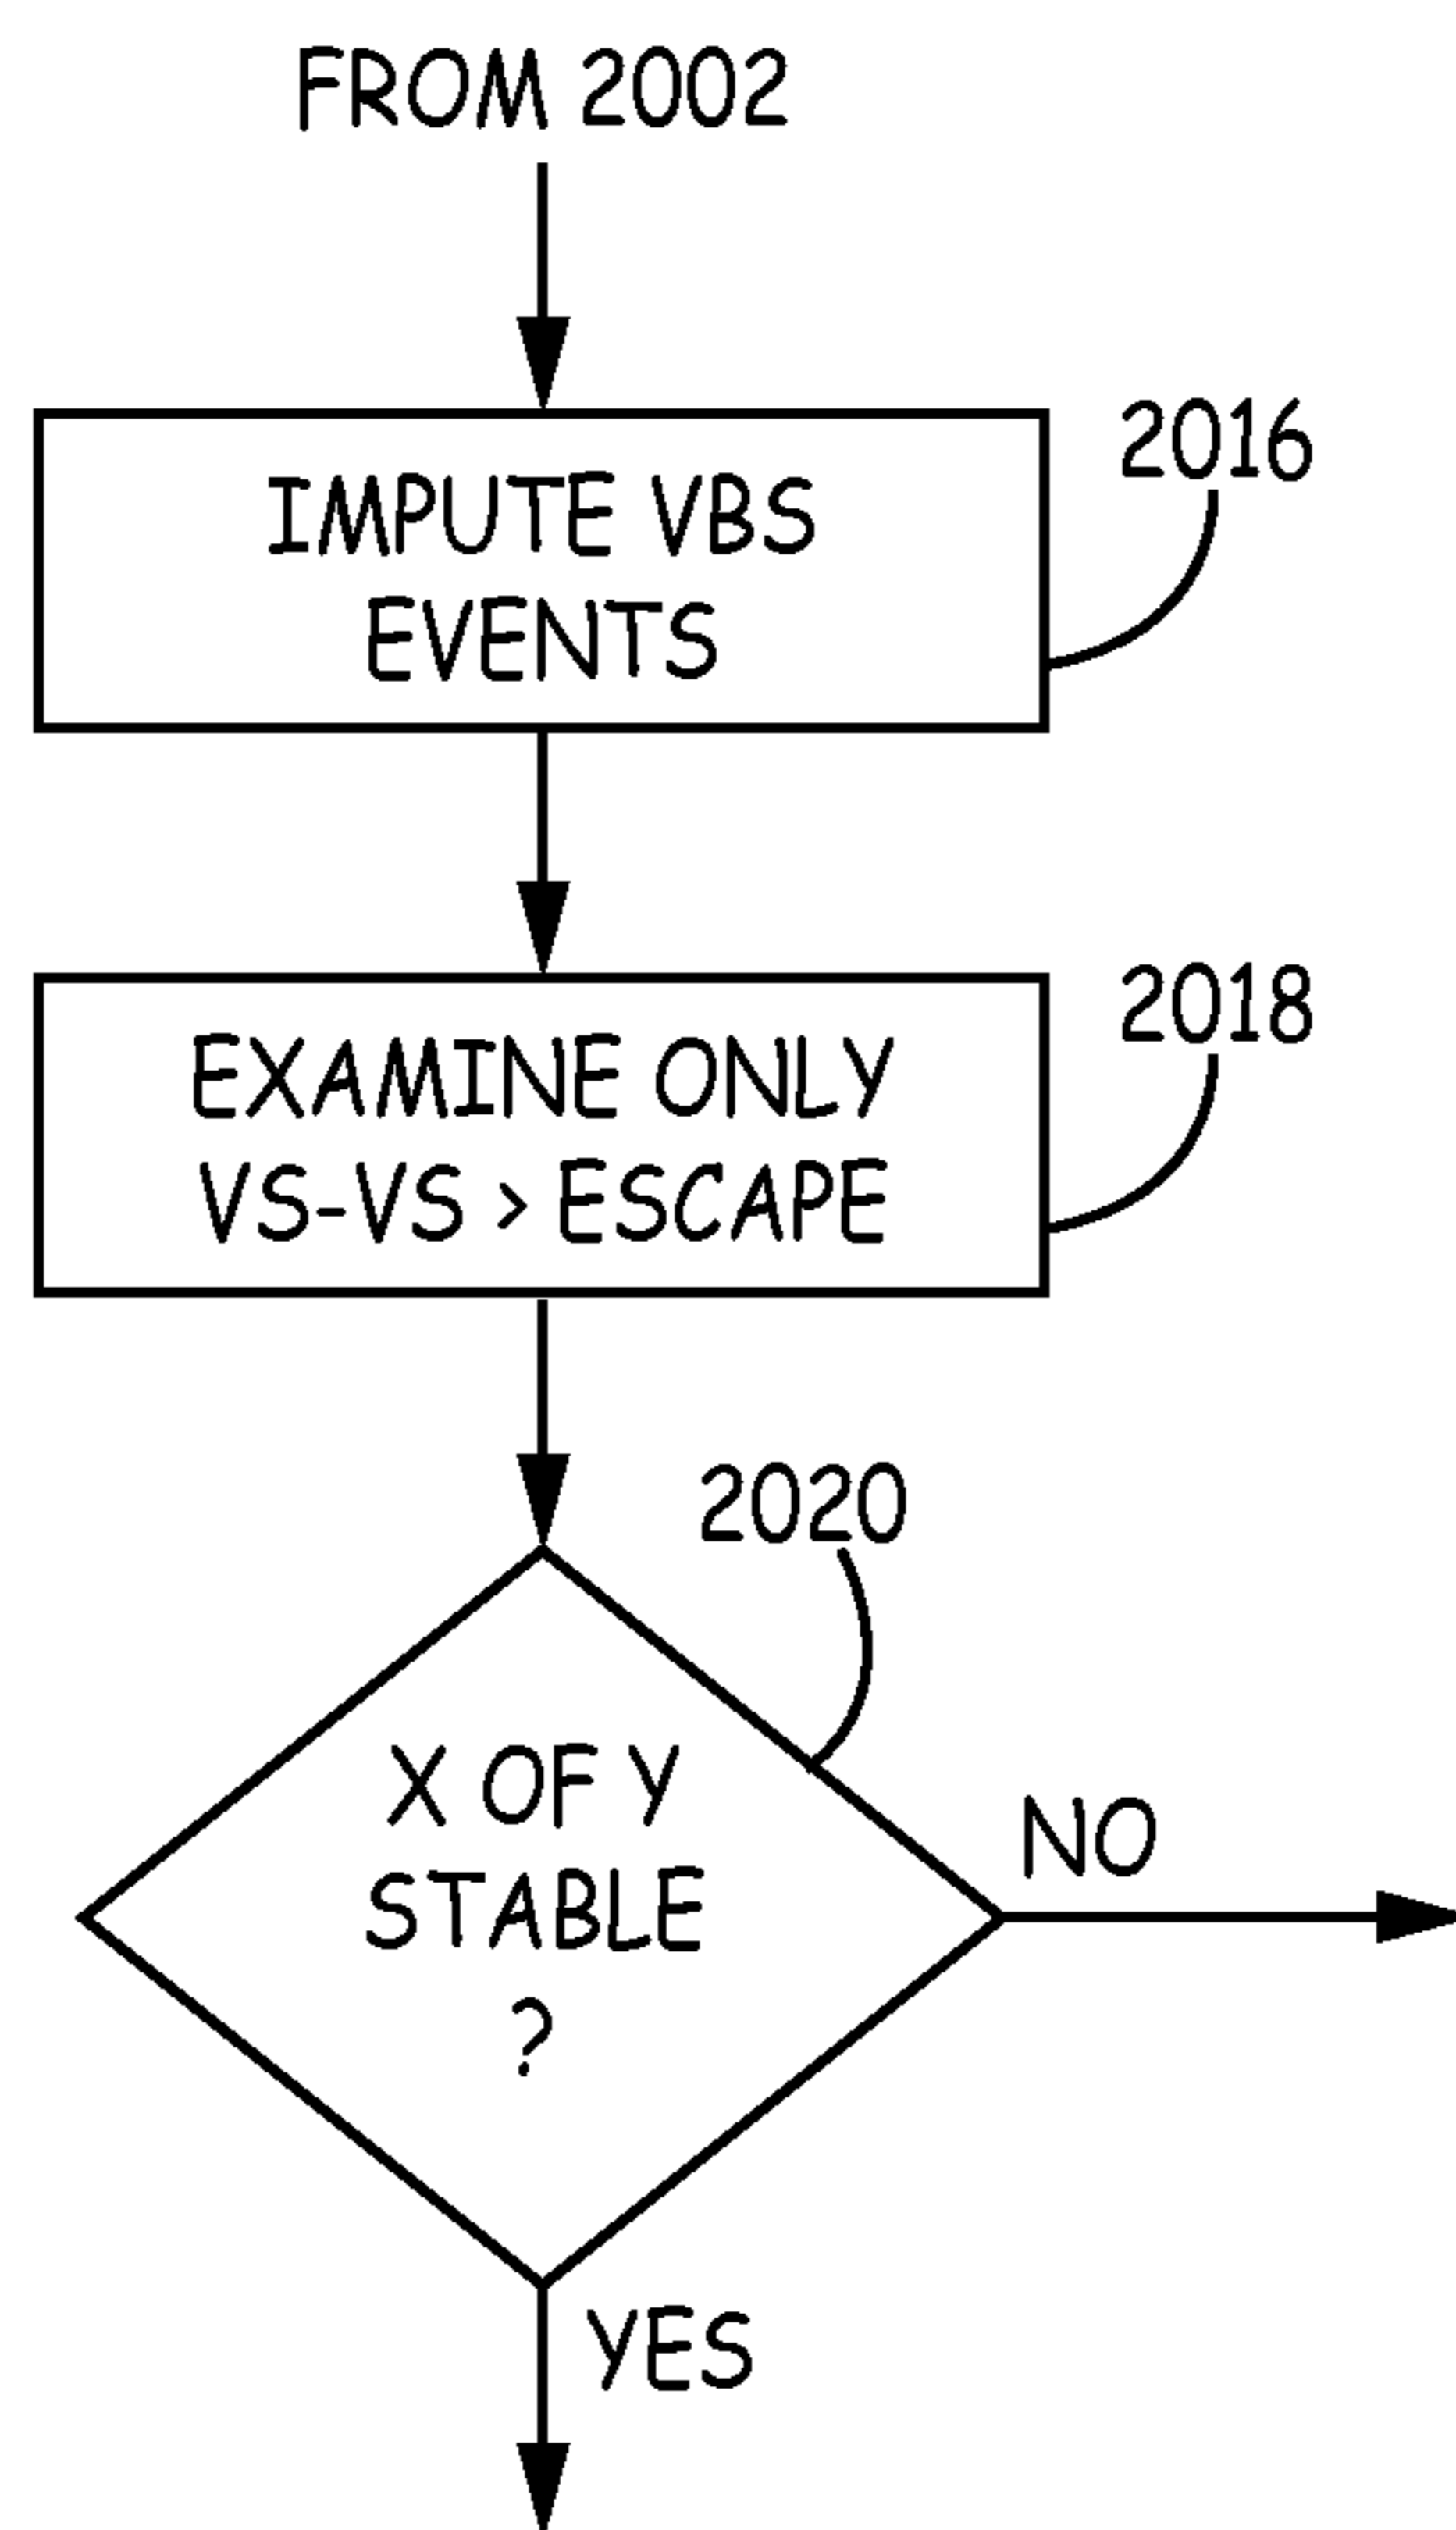 FROM 2002
2016
IMPUTE VBS
EVENTS
2018
EXAMINE ONLY
VS-VS > ESCAPE
2020
X OF Y
STABLE
?
NO
YES